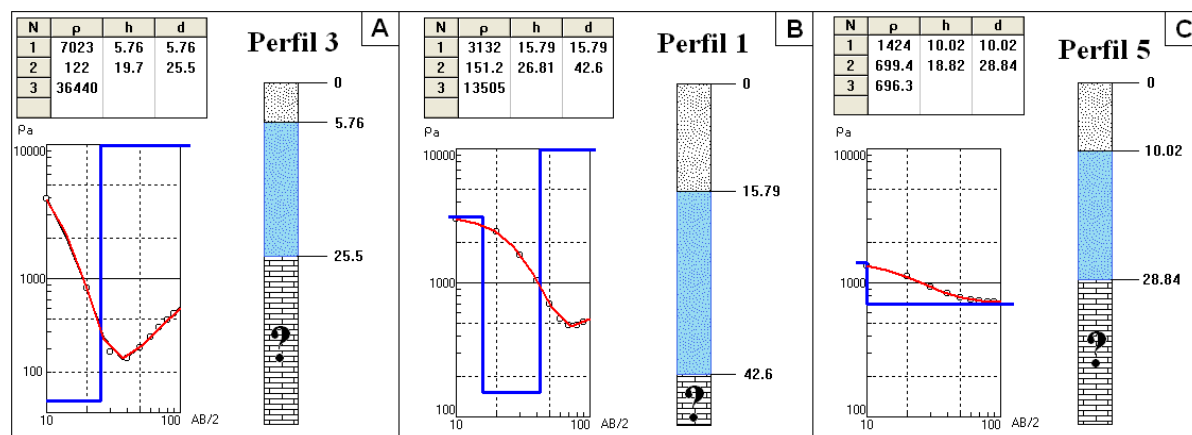 A
N ρ h d
1 7023 5.76 5.76
2 122 19.7 25.5
3 36440
Perfil 3
0
5.76
25.5
?
ρa
10000
1000
100
10 100 AB/2
B
N ρ h d
1 3132 15.79 15.79
2 151.2 26.81 42.6
3 13505
Perfil 1
0
15.79
42.6
?
ρa
10000
1000
100
10 100 AB/2
C
N ρ h d
1 1424 10.02 10.02
2 699.4 18.82 28.84
3 696.3
Perfil 5
0
10.02
28.84
?
ρa
10000
1000
100
10 100 AB/2